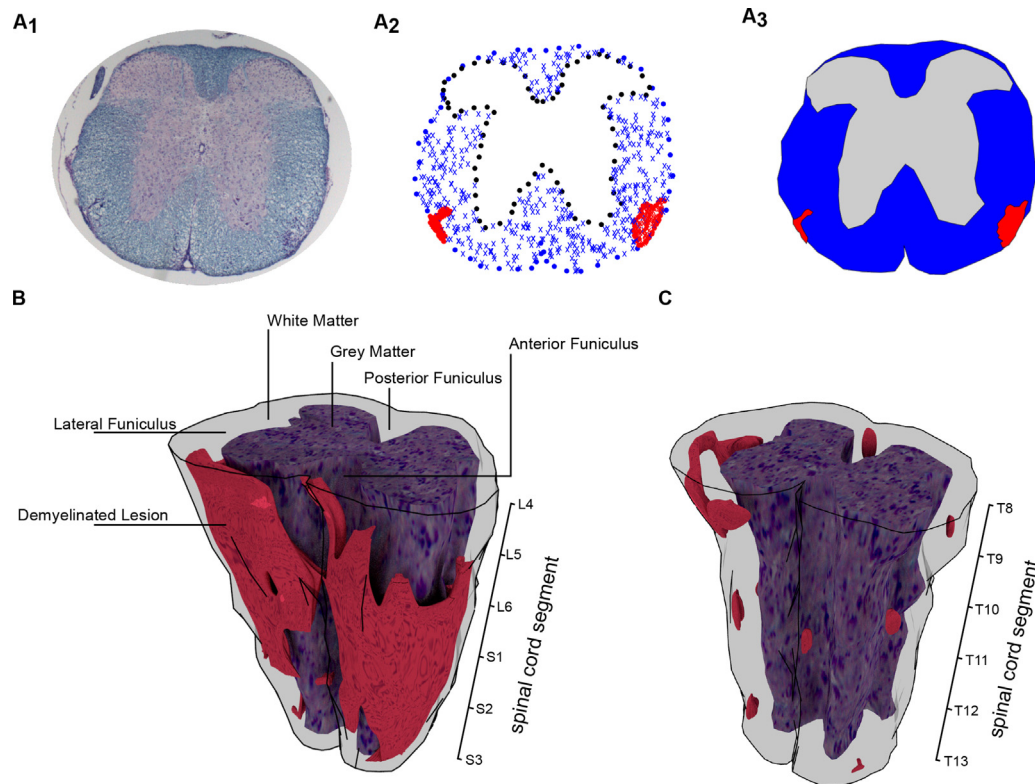 A1
A2
A3
B
White Matter
Grey Matter
Anterior Funiculus
Posterior Funiculus
Lateral Funiculus
Demyelinated Lesion
L4
L5
L6
S1
S2
S3
spinal cord segment
C
T8
T9
T10
T11
T12
T13
spinal cord segment